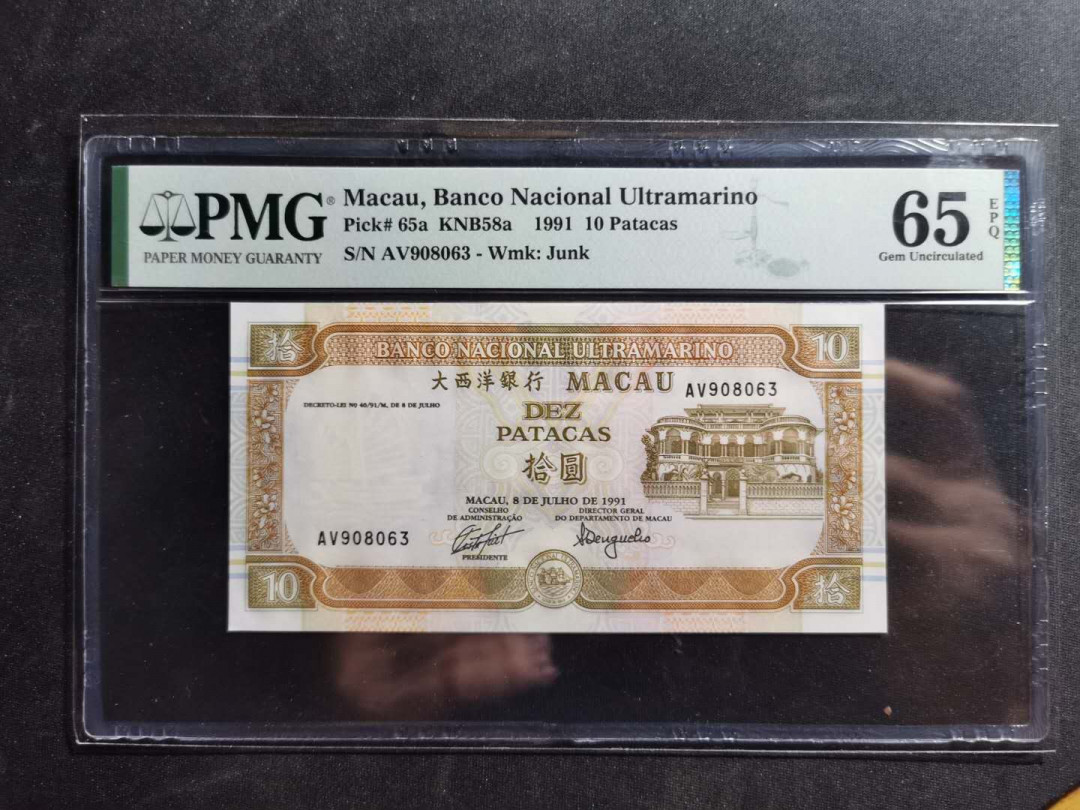 PMG®
PAPER MONEY GUARANTY
Macau, Banco Nacional Ultramarino
Pick# 65a KNB58a 1991 10 Patacas
S/N AV908063 - Wmk: Junk
65
EPQ
Gem Uncirculated
拾
BANCO NACIONAL ULTRAMARINO
10
大西洋銀行 MACAU
AV908063
DECRETO-LEI Nº 40/91/M, DE 8 DE JULHO
DEZ
PATACAS
拾圓
MACAU, 8 DE JULHO DE 1991
CONSELHO
DE ADMINISTRAÇÃO
DIRECTOR GERAL
DO DEPARTAMENTO DE MACAU
AV908063
PRESIDENTE
10
拾